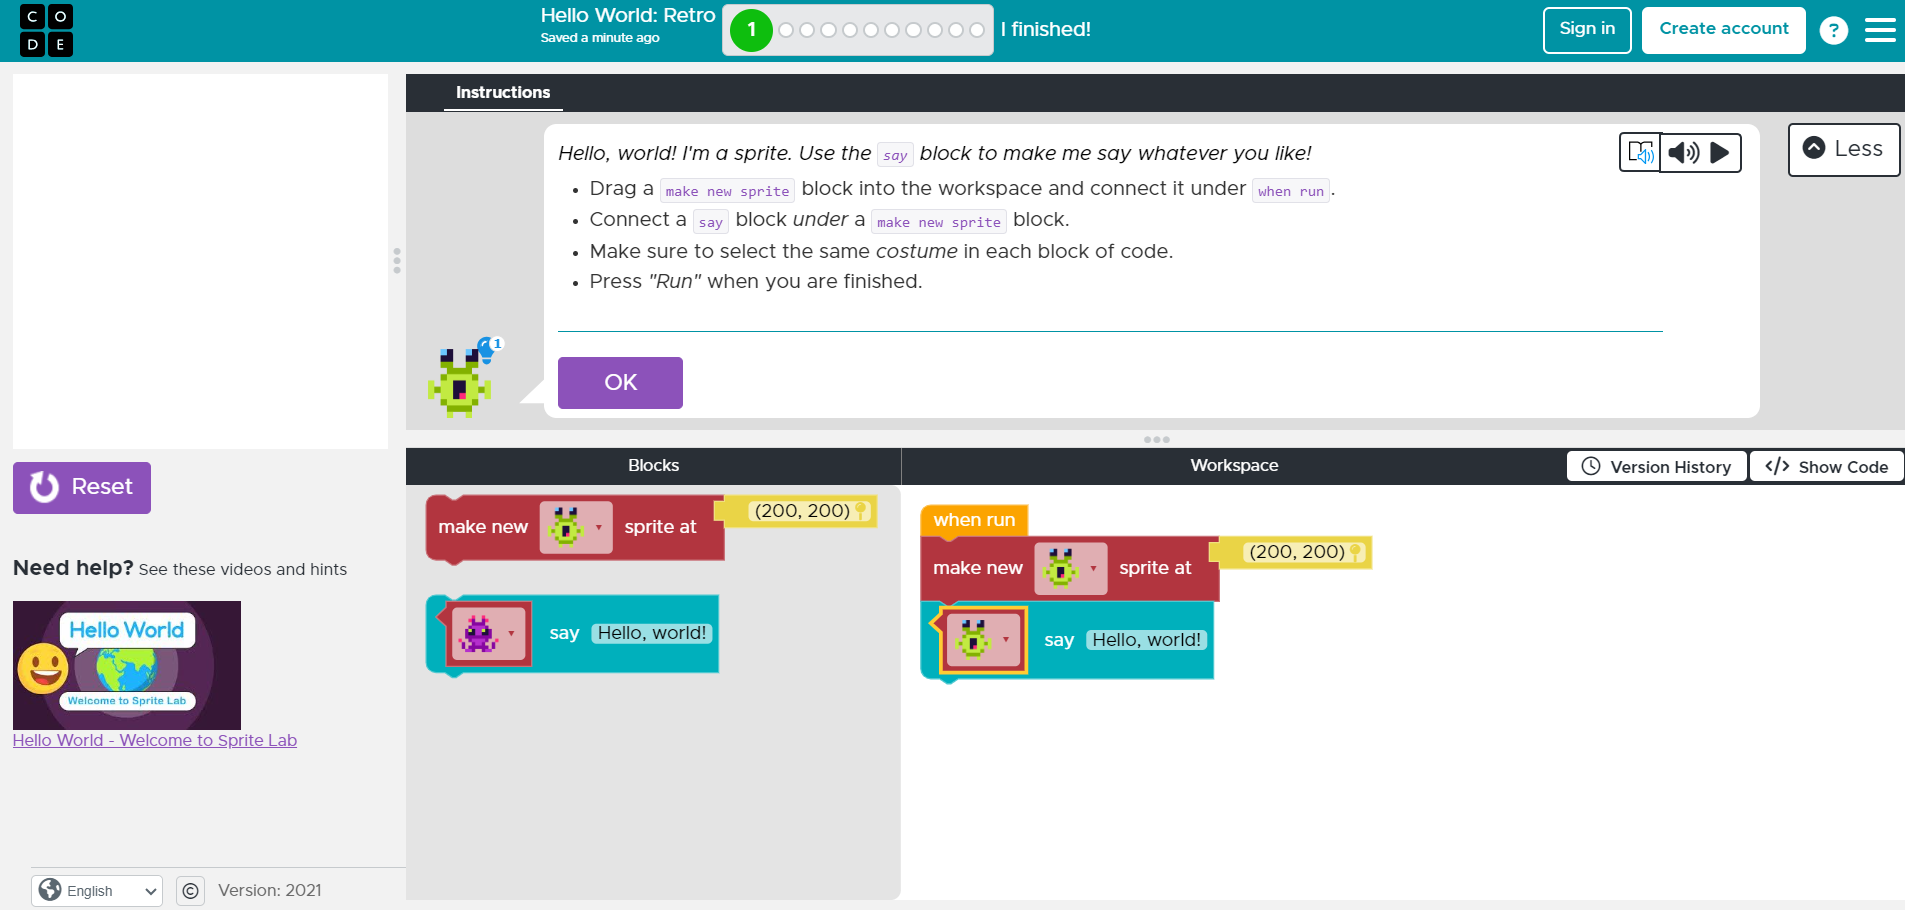 C O
D E
Hello World: Retro
Saved a minute ago
1
I finished!
Sign in
Create account
?
Instructions
Hello, world! I'm a sprite. Use the say block to make me say whatever you like!
• Drag a make new sprite block into the workspace and connect it under when run.
• Connect a say block under a make new sprite block.
• Make sure to select the same costume in each block of code.
• Press "Run" when you are finished.
Less
1
OK
Reset
Need help? See these videos and hints
Hello World
Welcome to Sprite Lab
Hello World - Welcome to Sprite Lab
Blocks
Workspace
Version History
</> Show Code
make new sprite at (200, 200)
say Hello, world!
when run
make new sprite at (200, 200)
say Hello, world!
English
© Version: 2021